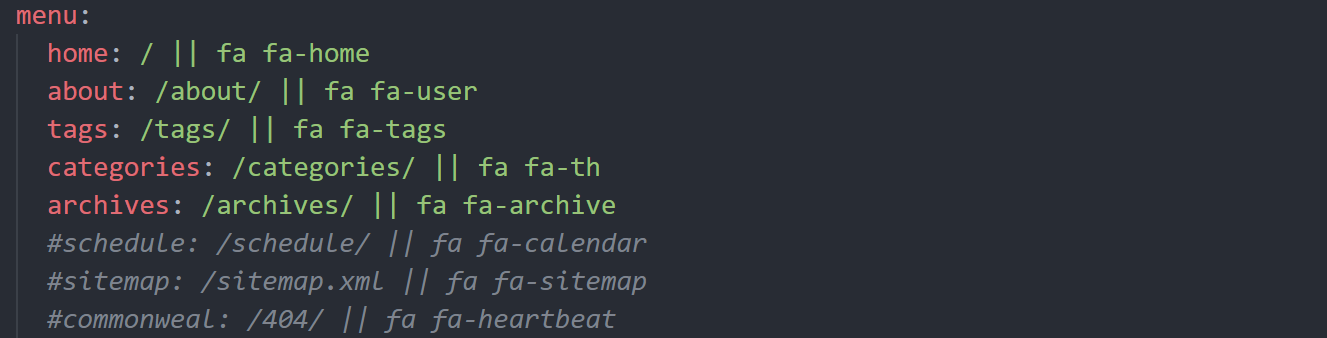 menu:
home: / || fa fa-home
about: /about/ || fa fa-user
tags: /tags/ || fa fa-tags
categories: /categories/ || fa fa-th
archives: /archives/ || fa fa-archive
#schedule: /schedule/ || fa fa-calendar
#sitemap: /sitemap.xml || fa fa-sitemap
#commonweal: /404/ || fa fa-heartbeat